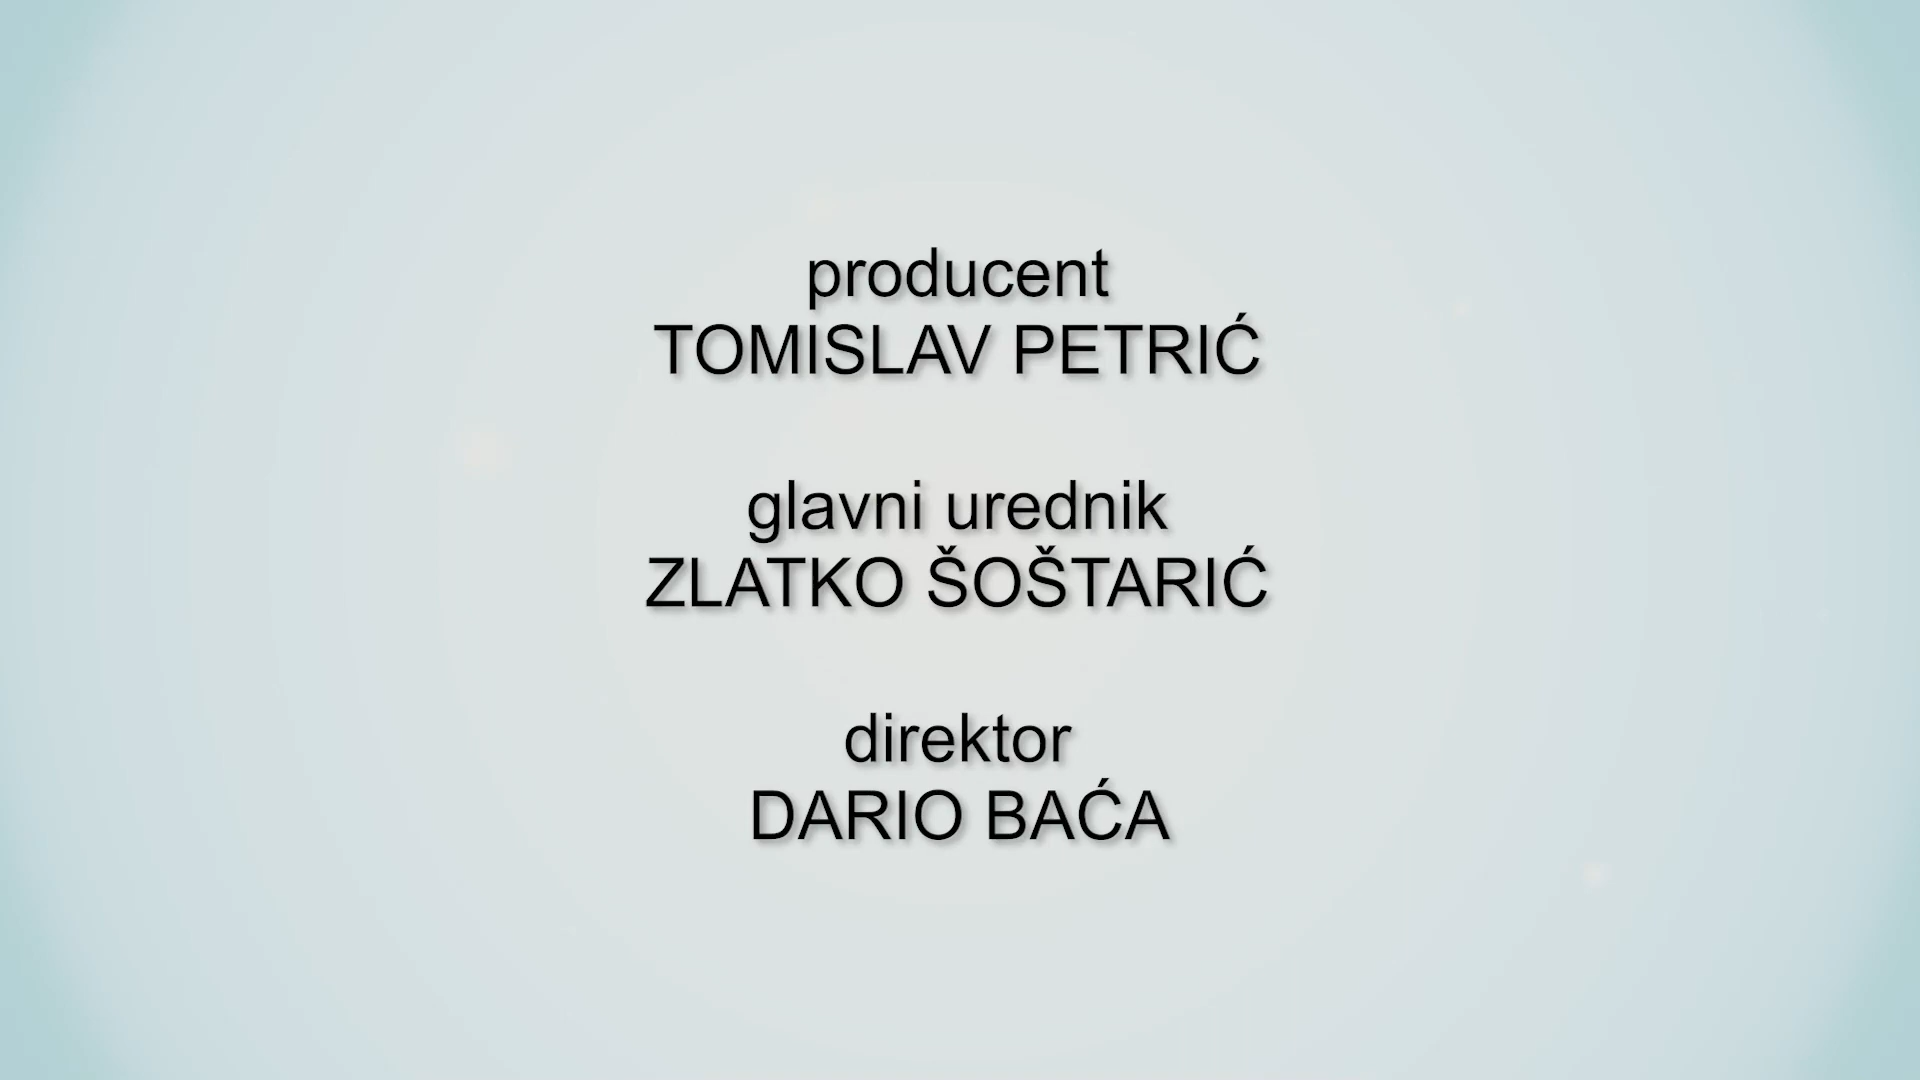 producent
TOMISLAV PETRIĆ
glavni urednik
ZLATKO ŠOŠTARIĆ
direktor
DARIO BAĆA